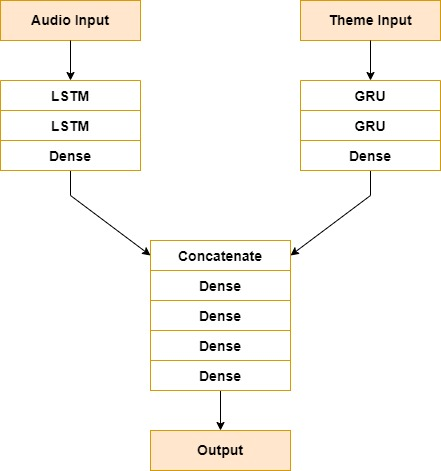 Audio Input
Theme Input
LSTM
LSTM
Dense
GRU
GRU
Dense
Concatenate
Dense
Dense
Dense
Dense
Output